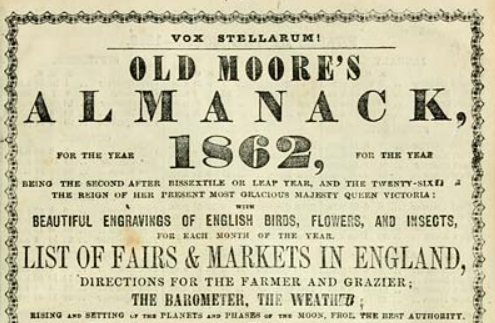 VOX STELLARUM!
OLD MOORE'S
ALMANACK,
FOR THE YEAR 1862, FOR THE YEAR
BEING THE SECOND AFTER BISSEXTILE OR LEAP YEAR, AND THE
THE REIGN OF HER PRESENT MOST GRACIOUS MAJESTY QUEEN VICTORIA:
WITH
BEAUTIFUL ENGRAVINGS OF ENGLISH BIRDS, FLOWERS, AND INSECTS,
FOR EACH MONTH OF THE YEAR.
LIST OF FAIRS & MARKETS IN ENGLAND,
DIRECTIONS FOR THE FARMER AND GRAZIER;
THE BAROMETER, THE WEATHER;
RISING AND SETTING OF THE PLANETS AND PHASES OF THE MOON, FROM THE BEST AUTHORITY.